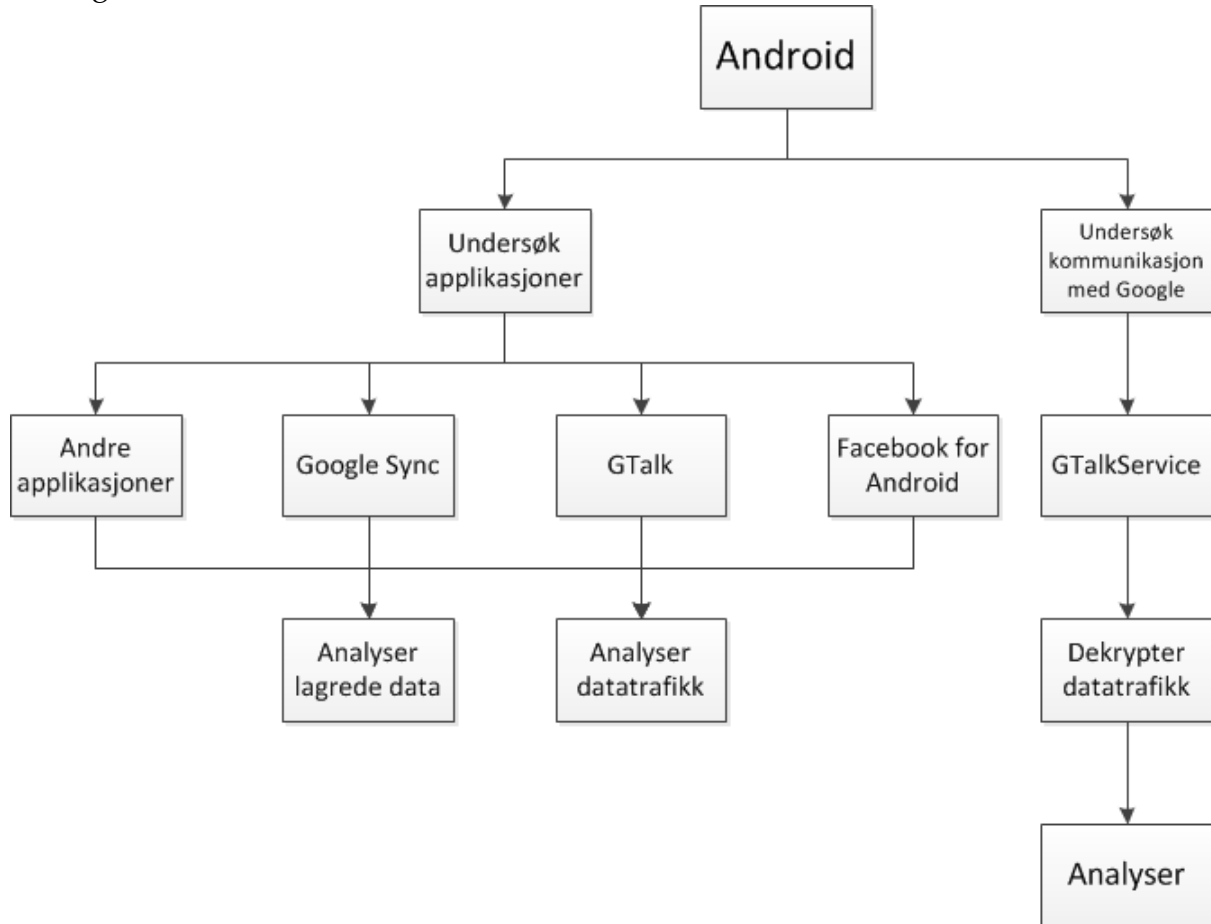 Android
Undersøk
applikasjoner
Undersøk
kommunikasjon
med Google
Andre
applikasjoner
Google Sync
GTalk
Facebook for
Android
GTalkService
Analyser
lagrede data
Analyser
datatrafikk
Dekrypter
datatrafikk
Analyser